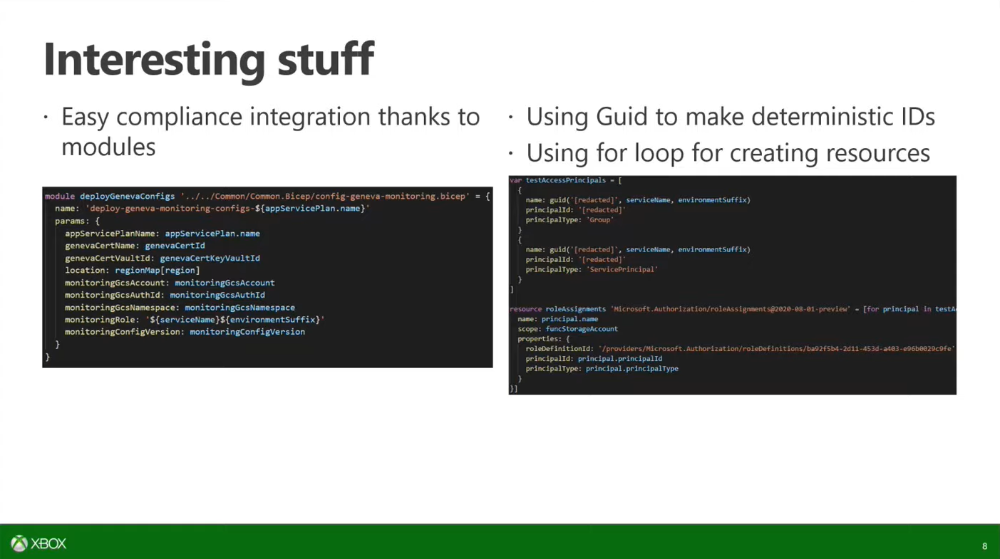 Interesting stuff
· Easy compliance integration thanks to
modules
module deployGenevaConfigs '../../Common/Common.Bicep/config-geneva-monitoring.bicep' = {
name: 'deploy-geneva-monitoring-configs-${appServicePlan.name}'
params: {
appServicePlanName: appServicePlan.name
genevaCertName: genevaCertId
genevaCertVaultId: genevaCertKeyVaultId
location: regionMap[region]
monitoringGcsAccount: monitoringGcsAccount
monitoringGcsAuthId: monitoringGcsAuthId
monitoringGcsNamespace: monitoringGcsNamespace
monitoringRole: '${serviceName}${environmentSuffix}'
monitoringConfigVersion: monitoringConfigVersion
}
}
· Using Guid to make deterministic IDs
· Using for loop for creating resources
var testAccessPrincipals = [
{
name: guid('[redacted]', serviceName, environmentSuffix)
principalId: '[redacted]'
principalType: 'Group'
}
{
name: guid('[redacted]', serviceName, environmentSuffix)
principalId: '[redacted]'
principalType: 'ServicePrincipal'
}
]
resource roleAssignments 'Microsoft.Authorization/roleAssignments@2020-08-01-preview' = [for principal in testA
name: principal.name
scope: funcStorageAccount
properties: {
roleDefinitionId: '/providers/Microsoft.Authorization/roleDefinitions/ba92f5b4-2d11-453d-a403-e96b0029c9fe'
principalId: principal.principalId
principalType: principal.principalType
}
}]
XBOX
8